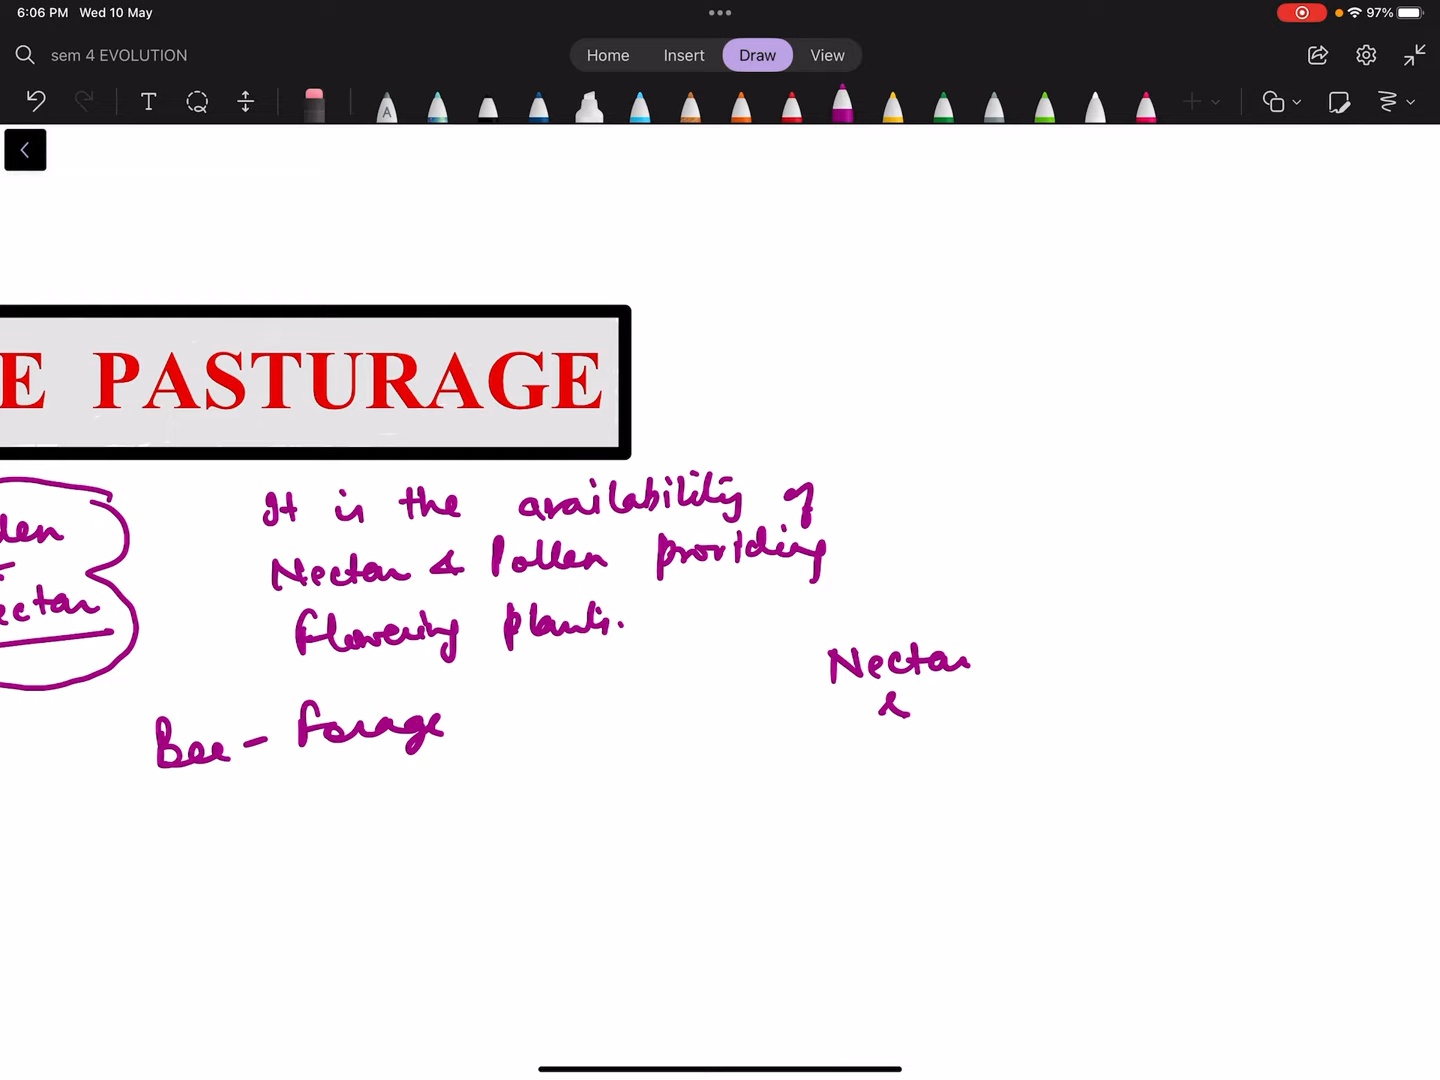 6:06 PM Wed 10 May
97%
sem 4 EVOLUTION
Home Insert Draw View
T
A
E PASTURAGE
It is the availability of
Nectar & Pollen providing
flowering plants.
Nectar
&
Bee - forage